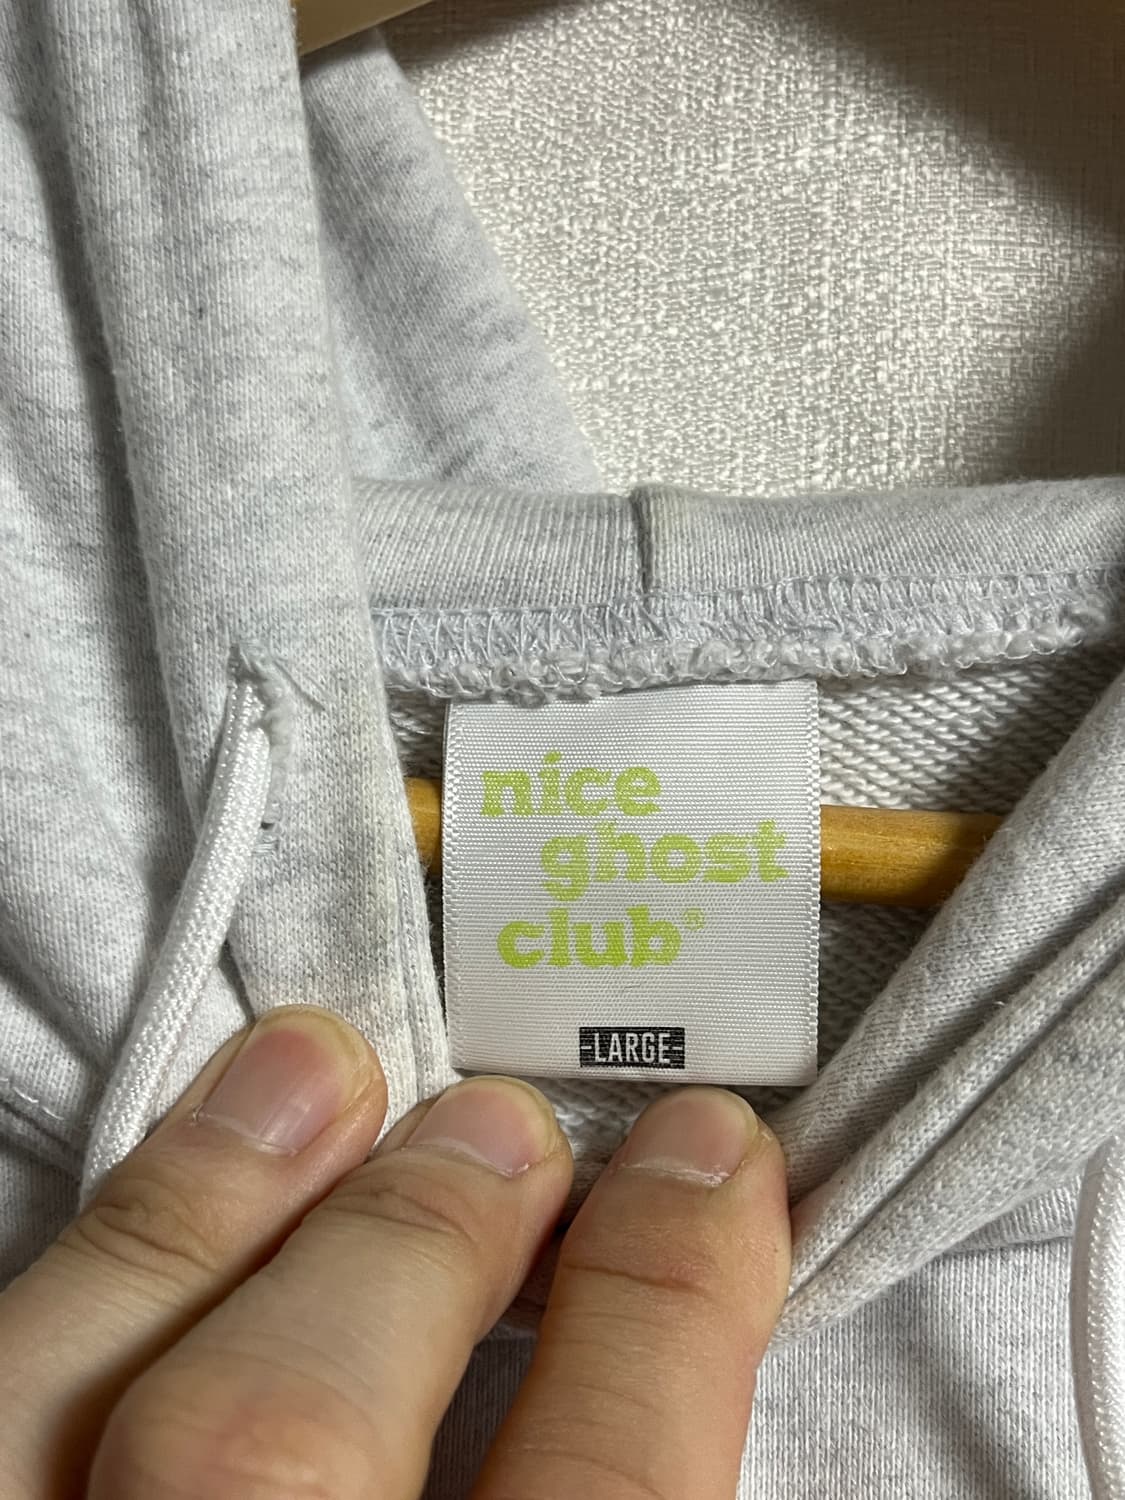 nice
ghost
club®
-LARGE-